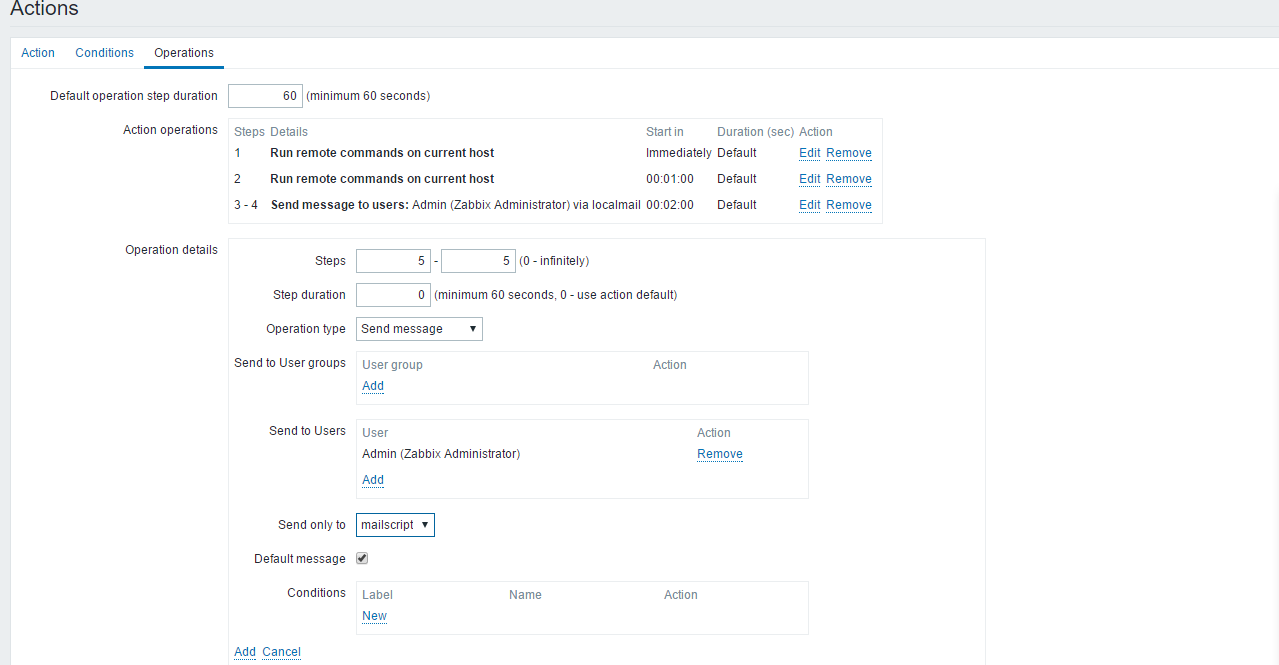 Actions
Action Conditions Operations
Default operation step duration 60 (minimum 60 seconds)
Action operations
Steps Details Start in Duration (sec) Action
1 Run remote commands on current host Immediately Default Edit Remove
2 Run remote commands on current host 00:01:00 Default Edit Remove
3 - 4 Send message to users: Admin (Zabbix Administrator) via localmail 00:02:00 Default Edit Remove
Operation details
Steps 5 - 5 (0 - infinitely)
Step duration 0 (minimum 60 seconds, 0 - use action default)
Operation type Send message
Send to User groups User group Action
Add
Send to Users User Action
Admin (Zabbix Administrator) Remove
Add
Send only to mailscript
Default message
Conditions Label Name Action
New
Add Cancel